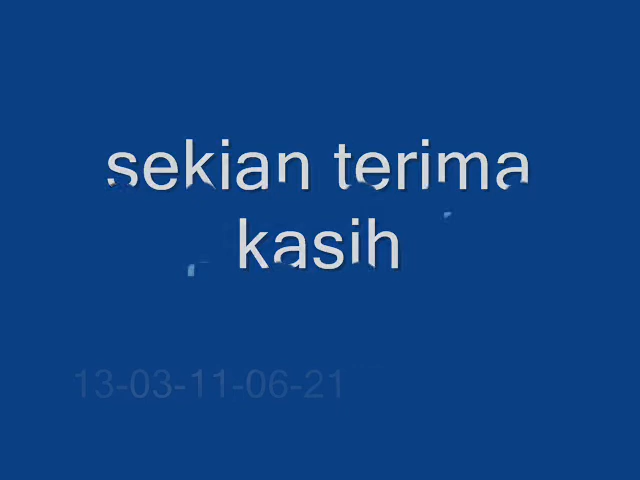 sekian terima
kasih
13-03-11-06-21